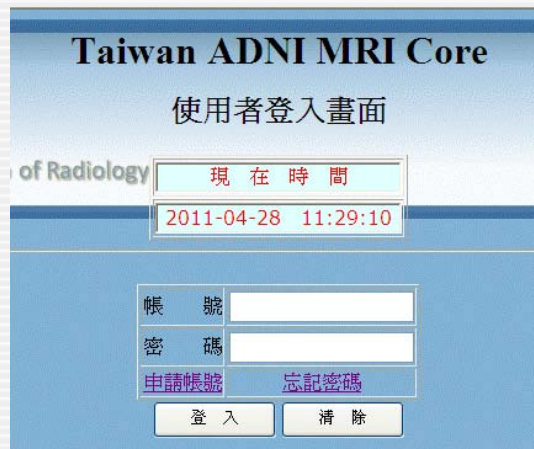 Taiwan ADNI MRI Core
使用者登入畫面
of Radiology
現 在 時 間
2011-04-28 11:29:10
帳 號
密 碼
申請帳號 忘記密碼
登 入 清 除